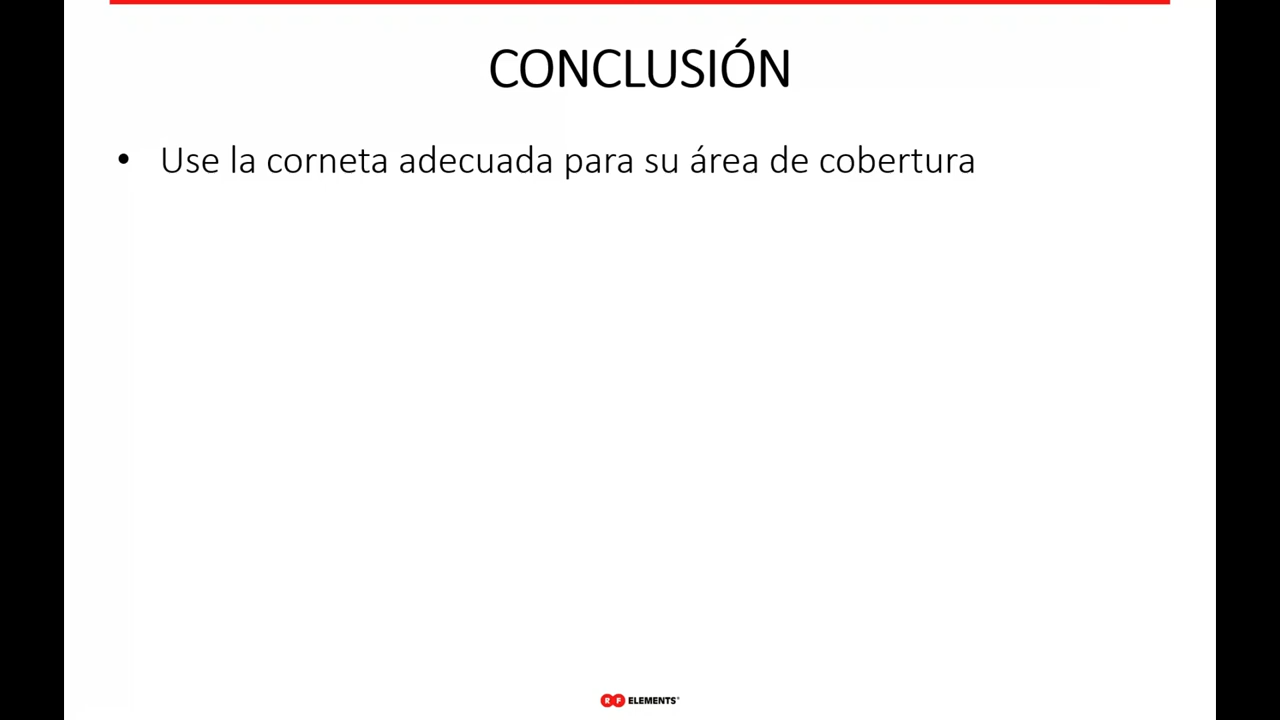 CONCLUSIÓN
• Use la corneta adecuada para su área de cobertura
RF ELEMENTS®